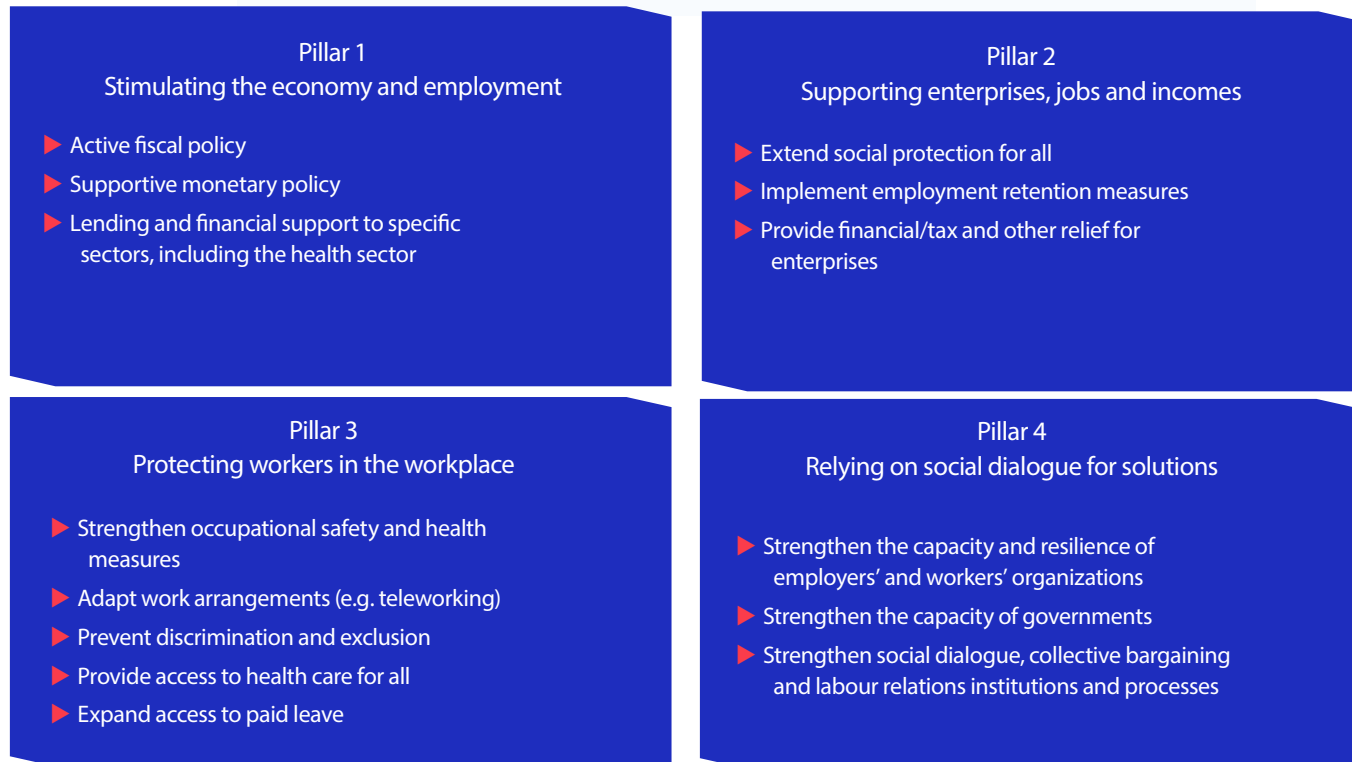 Pillar 1
Stimulating the economy and employment
Active fiscal policy
Supportive monetary policy
Lending and financial support to specific
sectors, including the health sector
Pillar 2
Supporting enterprises, jobs and incomes
Extend social protection for all
Implement employment retention measures
Provide financial/tax and other relief for
enterprises
Pillar 3
Protecting workers in the workplace
Strengthen occupational safety and health
measures
Adapt work arrangements (e.g. teleworking)
Prevent discrimination and exclusion
Provide access to health care for all
Expand access to paid leave
Pillar 4
Relying on social dialogue for solutions
Strengthen the capacity and resilience of
employers’ and workers’ organizations
Strengthen the capacity of governments
Strengthen social dialogue, collective bargaining
and labour relations institutions and processes